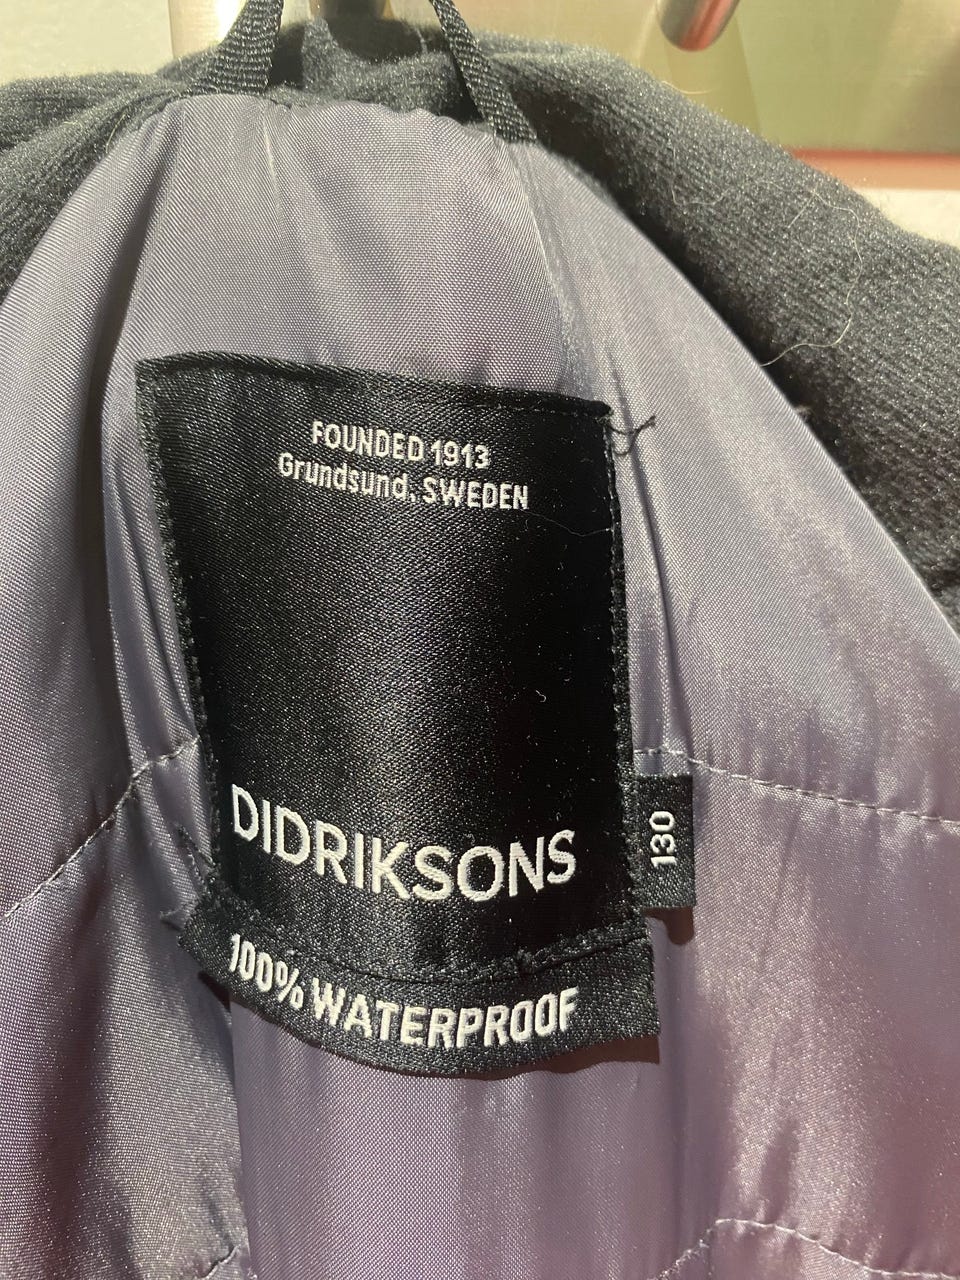 FOUNDED 1913
Grundsund, SWEDEN
DIDRIKSONS
130
100% WATERPROOF